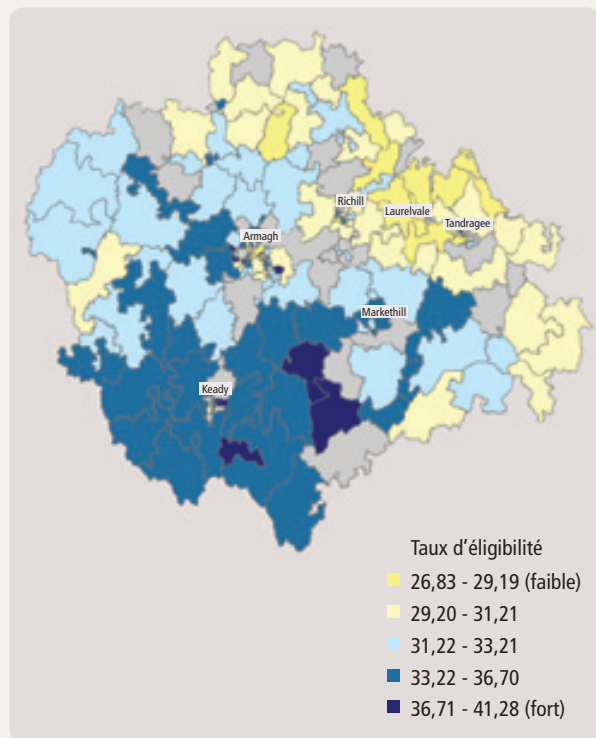 Richill
Laurelvale
Tandragee
Armagh
Markethill
Keady
Taux d’éligibilité
26,83 - 29,19 (faible)
29,20 - 31,21
31,22 - 33,21
33,22 - 36,70
36,71 - 41,28 (fort)